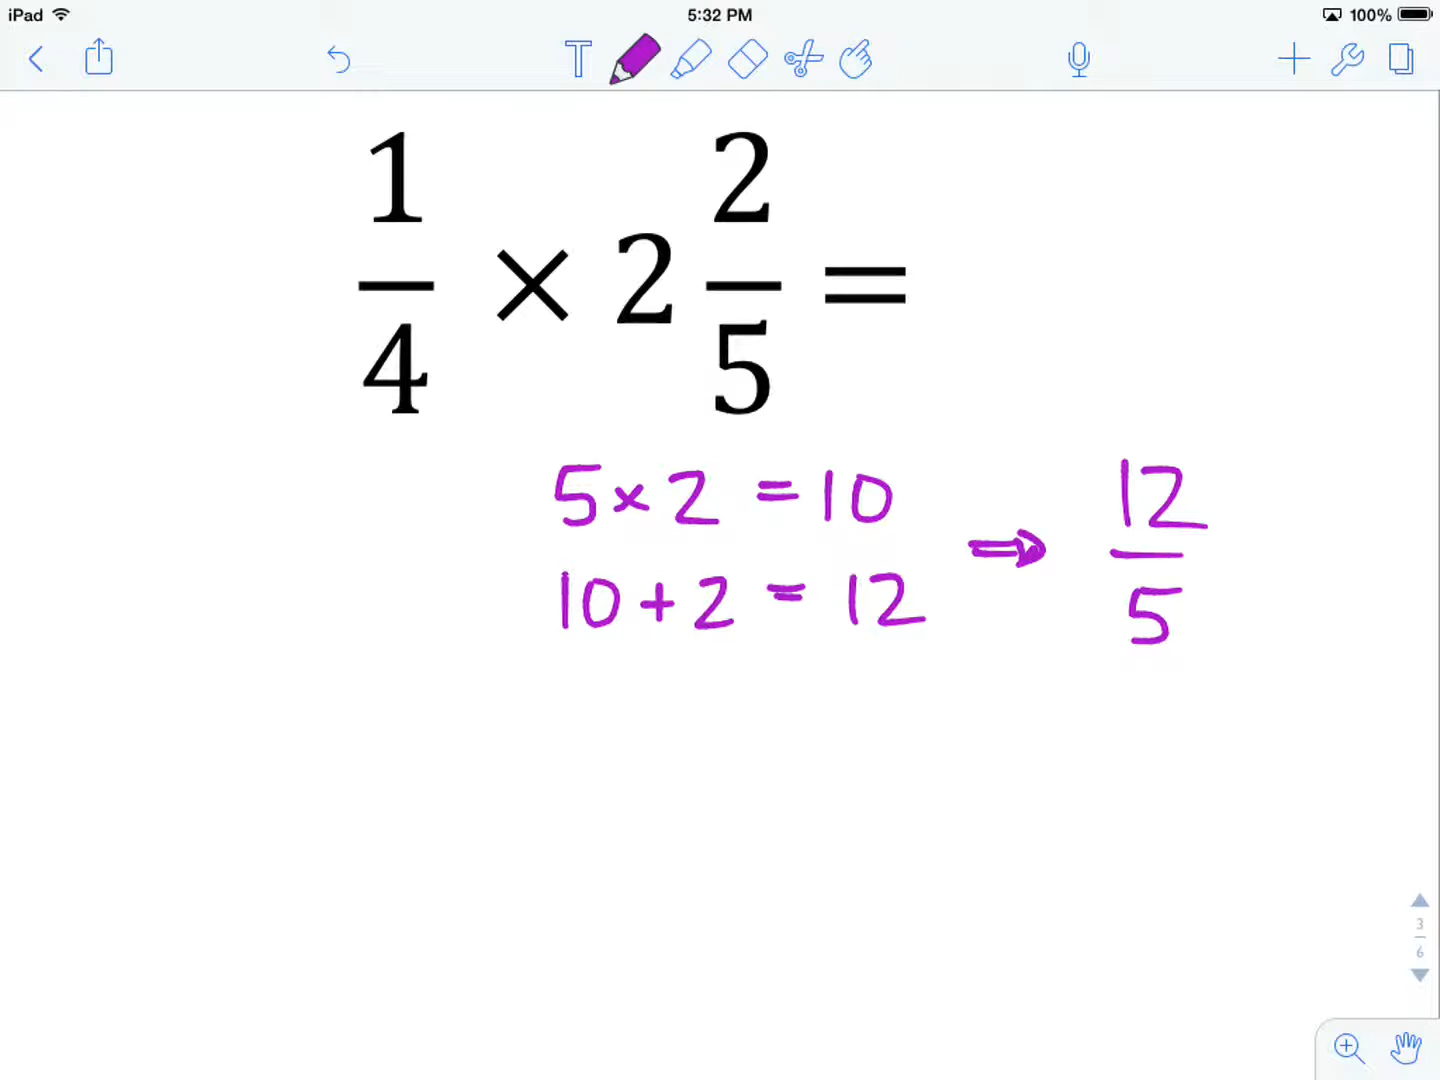 iPad 5:32 PM 100%
T
1/4 × 2 2/5 =
5 × 2 = 10
10 + 2 = 12 ⇒ 12/5
3
6